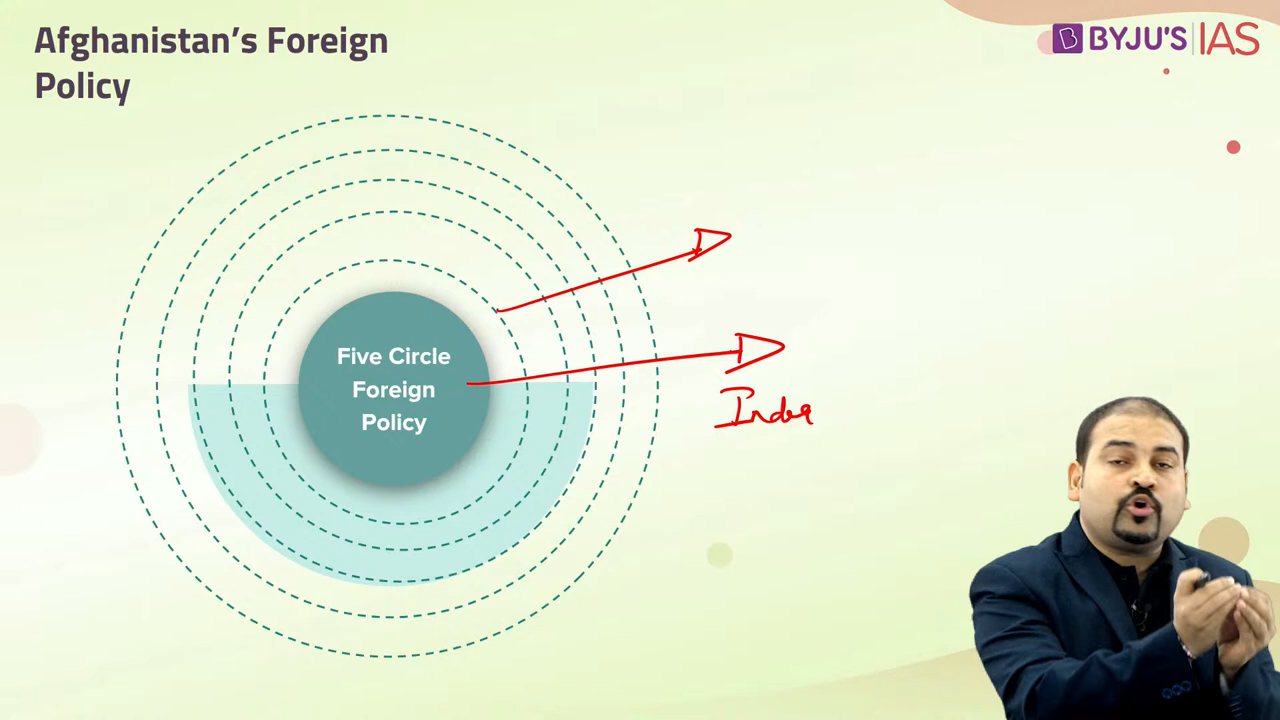 Afghanistan's Foreign
Policy
BYJU'S IAS
Five Circle
Foreign
Policy